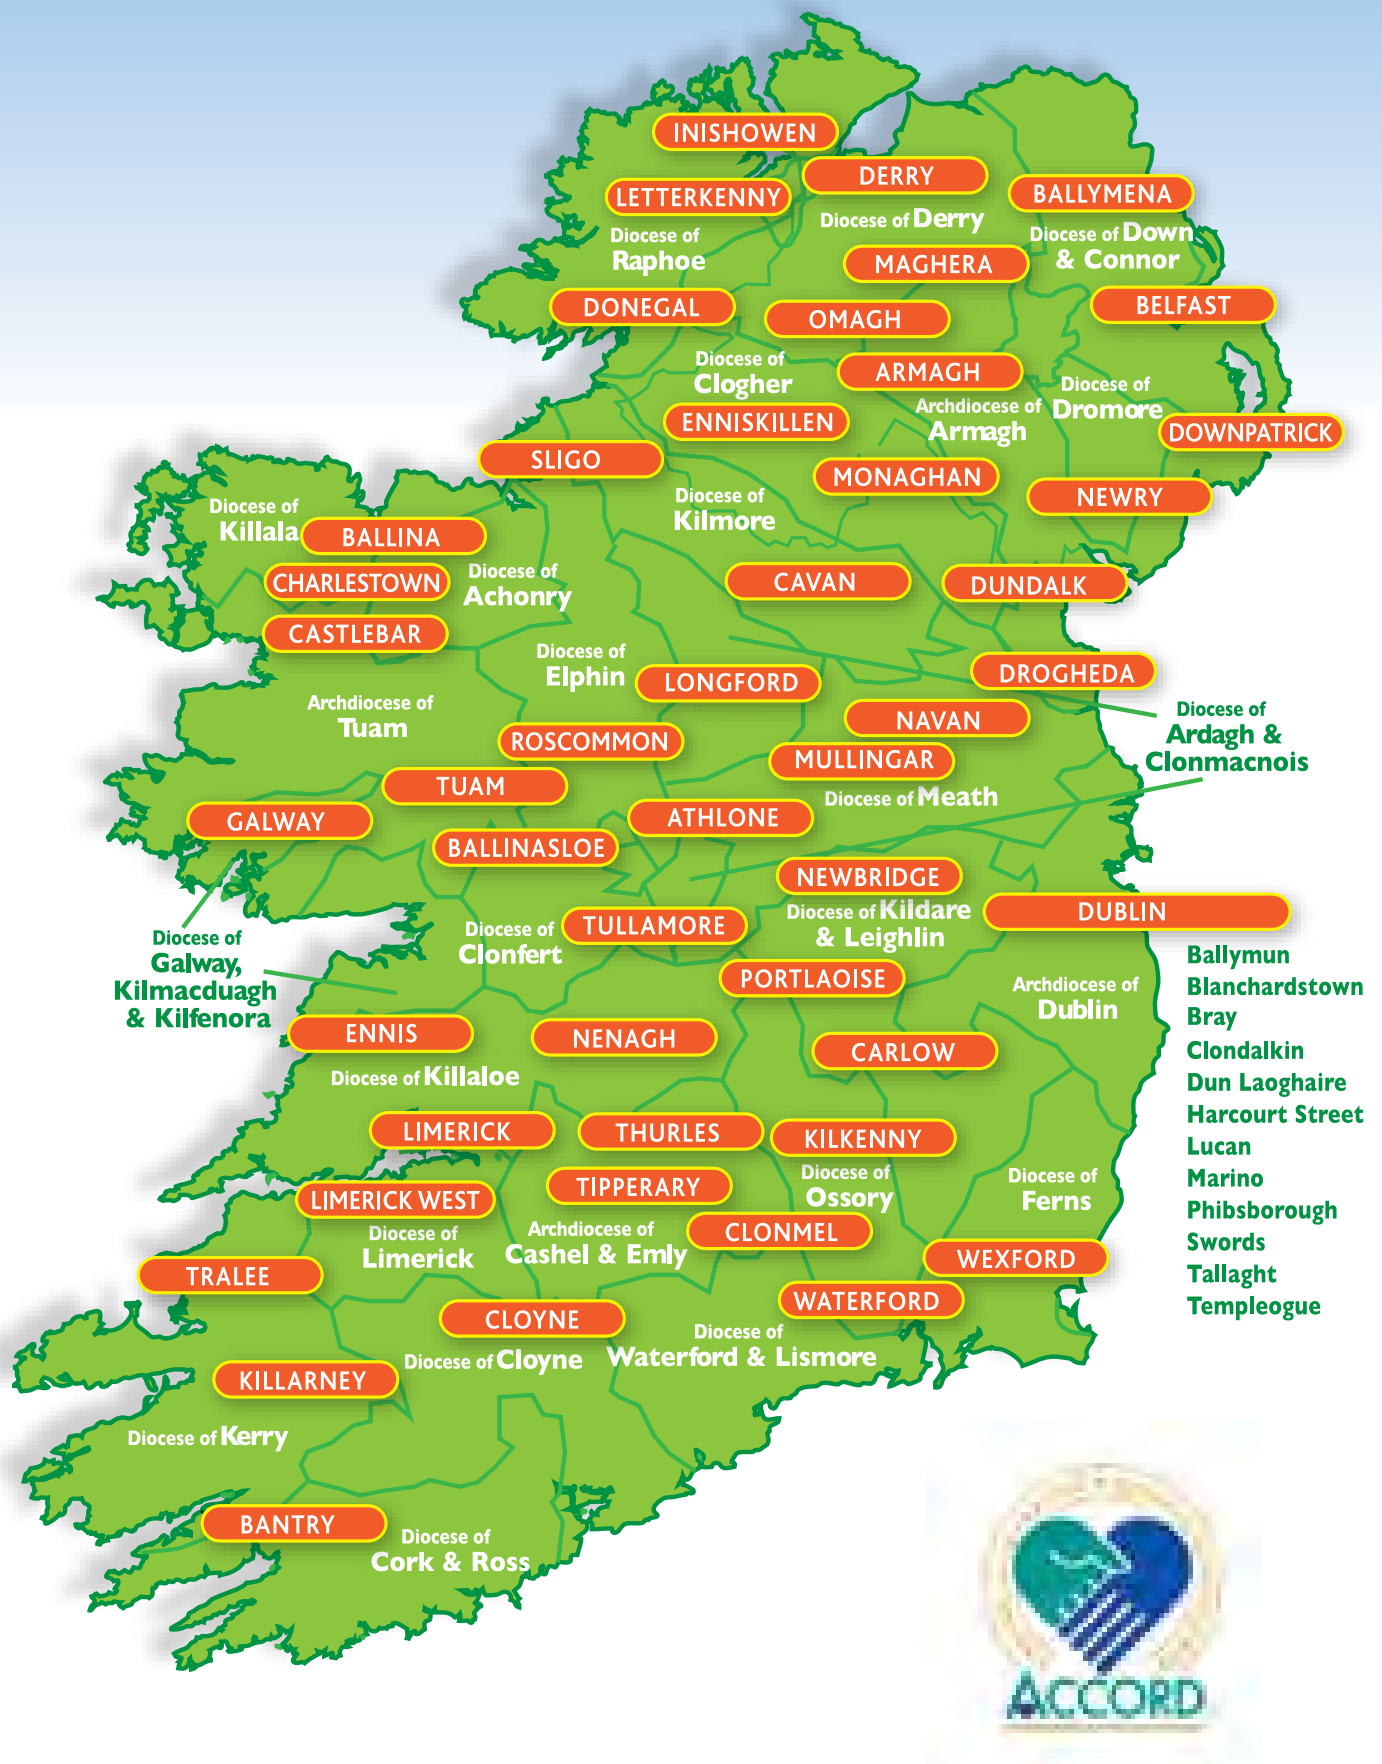 INISHOWEN
DERRY
BALLYMENA
LETTERKENNY
Diocese of Derry
Diocese of Down
& Connor
Diocese of
Raphoe
MAGHERA
DONEGAL
OMAGH
BELFAST
Diocese of
Clogher
ARMAGH
Archdiocese of
Armagh
Diocese of
Dromore
ENNISKILLEN
DOWNPATRICK
SLIGO
MONAGHAN
NEWRY
Diocese of
Killala
BALLINA
Diocese of
Kilmore
CHARLESTOWN
Diocese of
Achonry
CAVAN
DUNDALK
CASTLEBAR
Diocese of
Elphin
LONGFORD
DROGHEDA
Archdiocese of
Tuam
NAVAN
Diocese of
Ardagh &
Clonmacnois
ROSCOMMON
MULLINGAR
TUAM
Diocese of Meath
GALWAY
ATHLONE
BALLINASLOE
NEWBRIDGE
Diocese of Kildare
& Leighlin
DUBLIN
Ballymun
Blanchardstown
Bray
Clondalkin
Dun Laoghaire
Harcourt Street
Lucan
Marino
Phibsborough
Swords
Tallaght
Templeogue
Diocese of
Galway,
Kilmacduagh
& Kilfenora
Diocese of
Clonfert
TULLAMORE
PORTLAOISE
Archdiocese of
Dublin
ENNIS
NENAGH
CARLOW
Diocese of Killaloe
LIMERICK
THURLES
KILKENNY
Diocese of
Ossory
Diocese of
Ferns
LIMERICK WEST
Diocese of
Limerick
TIPPERARY
Archdiocese of
Cashel & Emly
CLONMEL
WEXFORD
TRALEE
WATERFORD
CLOYNE
Diocese of Cloyne
Diocese of
Waterford & Lismore
KILLARNEY
Diocese of Kerry
BANTRY
Diocese of
Cork & Ross
ACCORD